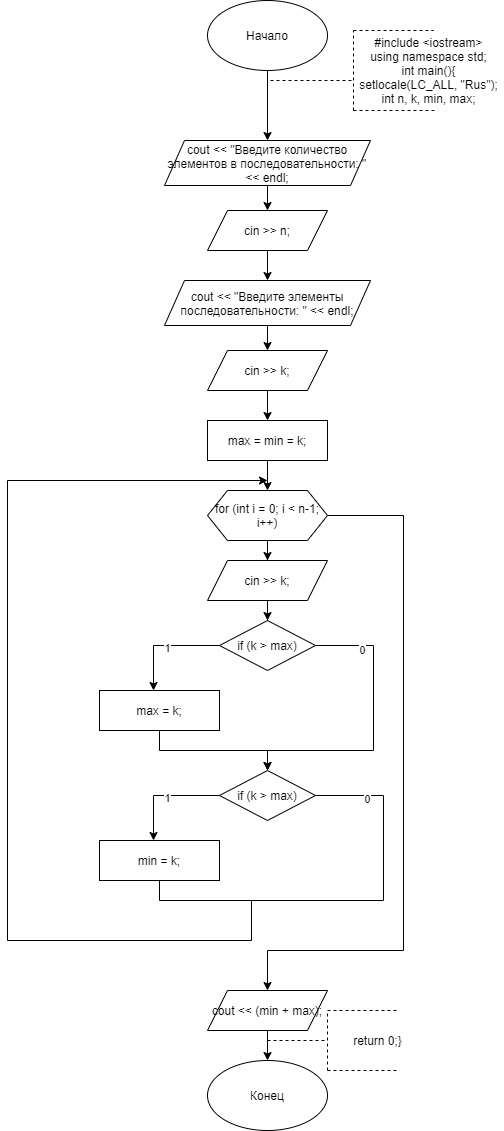 Начало
#include <iostream>
using namespace std;
int main(){
setlocale(LC_ALL, "Rus");
int n, k, min, max;
cout << "Введите количество
элементов в последовательности: "
<< endl;
cin >> n;
cout << "Введите элементы
последовательности: " << endl;
cin >> k;
max = min = k;
for (int i = 0; i < n-1;
i++)
cin >> k;
if (k > max)
1
0
max = k;
if (k > max)
1
0
min = k;
cout << (min + max);
return 0;}
Конец